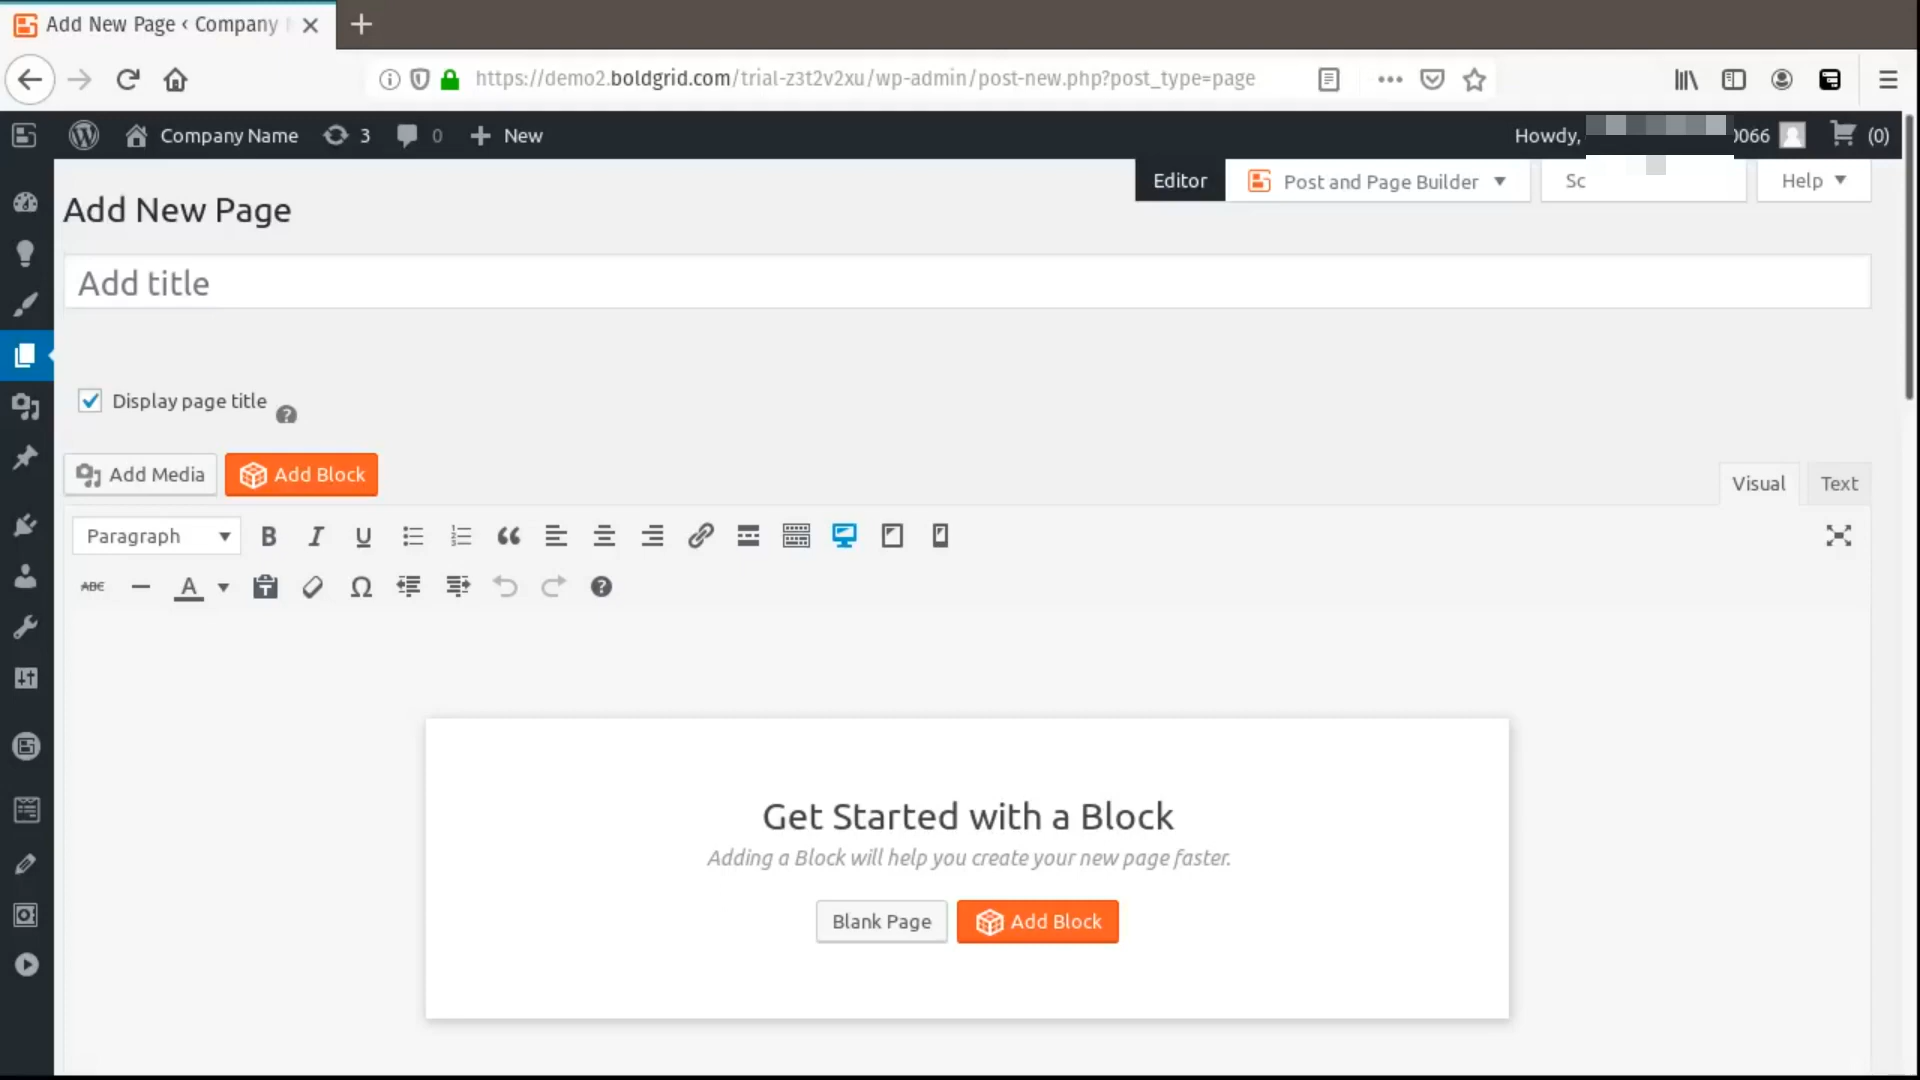 Add New Page ‹ Company
https://demo2.boldgrid.com/trial-z3t2v2xu/wp-admin/post-new.php?post_type=page
Company Name 3 0 New Howdy, 0066 (0)
Editor Post and Page Builder Sc Help
Add New Page
Add title
Display page title
Add Media Add Block
Visual Text
Paragraph B I U
ABC A Ω
Get Started with a Block
Adding a Block will help you create your new page faster.
Blank Page Add Block